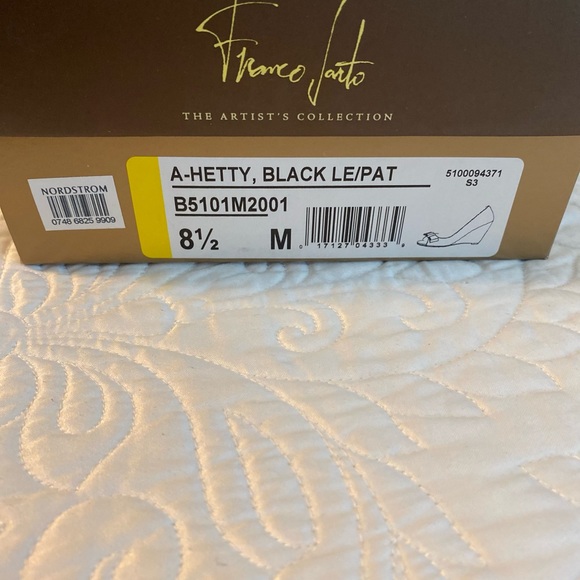 Franco Sarto
THE ARTIST'S COLLECTION
NORDSTROM
0748 6825 9909
A-HETTY, BLACK LE/PAT
B5101M2001
8½ M
0 17127 04333 9
5100094371
S3